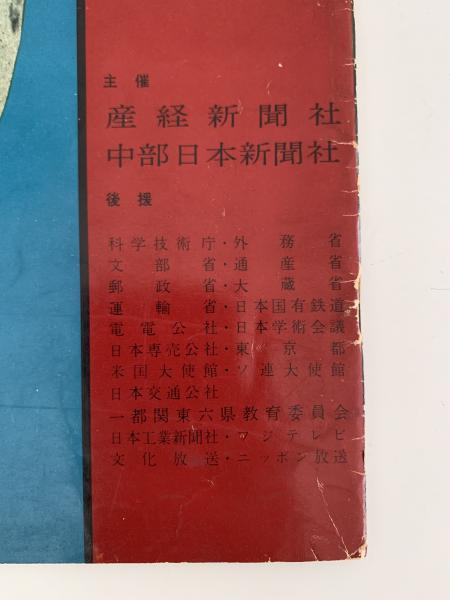 主催
産経新聞社
中部日本新聞社
後援
科学技術庁・外務省
文部省・通産省
郵政省・大蔵省
運輸省・日本国有鉄道
電電公社・日本学術会議
日本専売公社・東京都
米国大使館・ソ連大使館
日本交通公社
一都関東六県教育委員会
日本工業新聞社・フジテレビ
文化放送・ニッポン放送